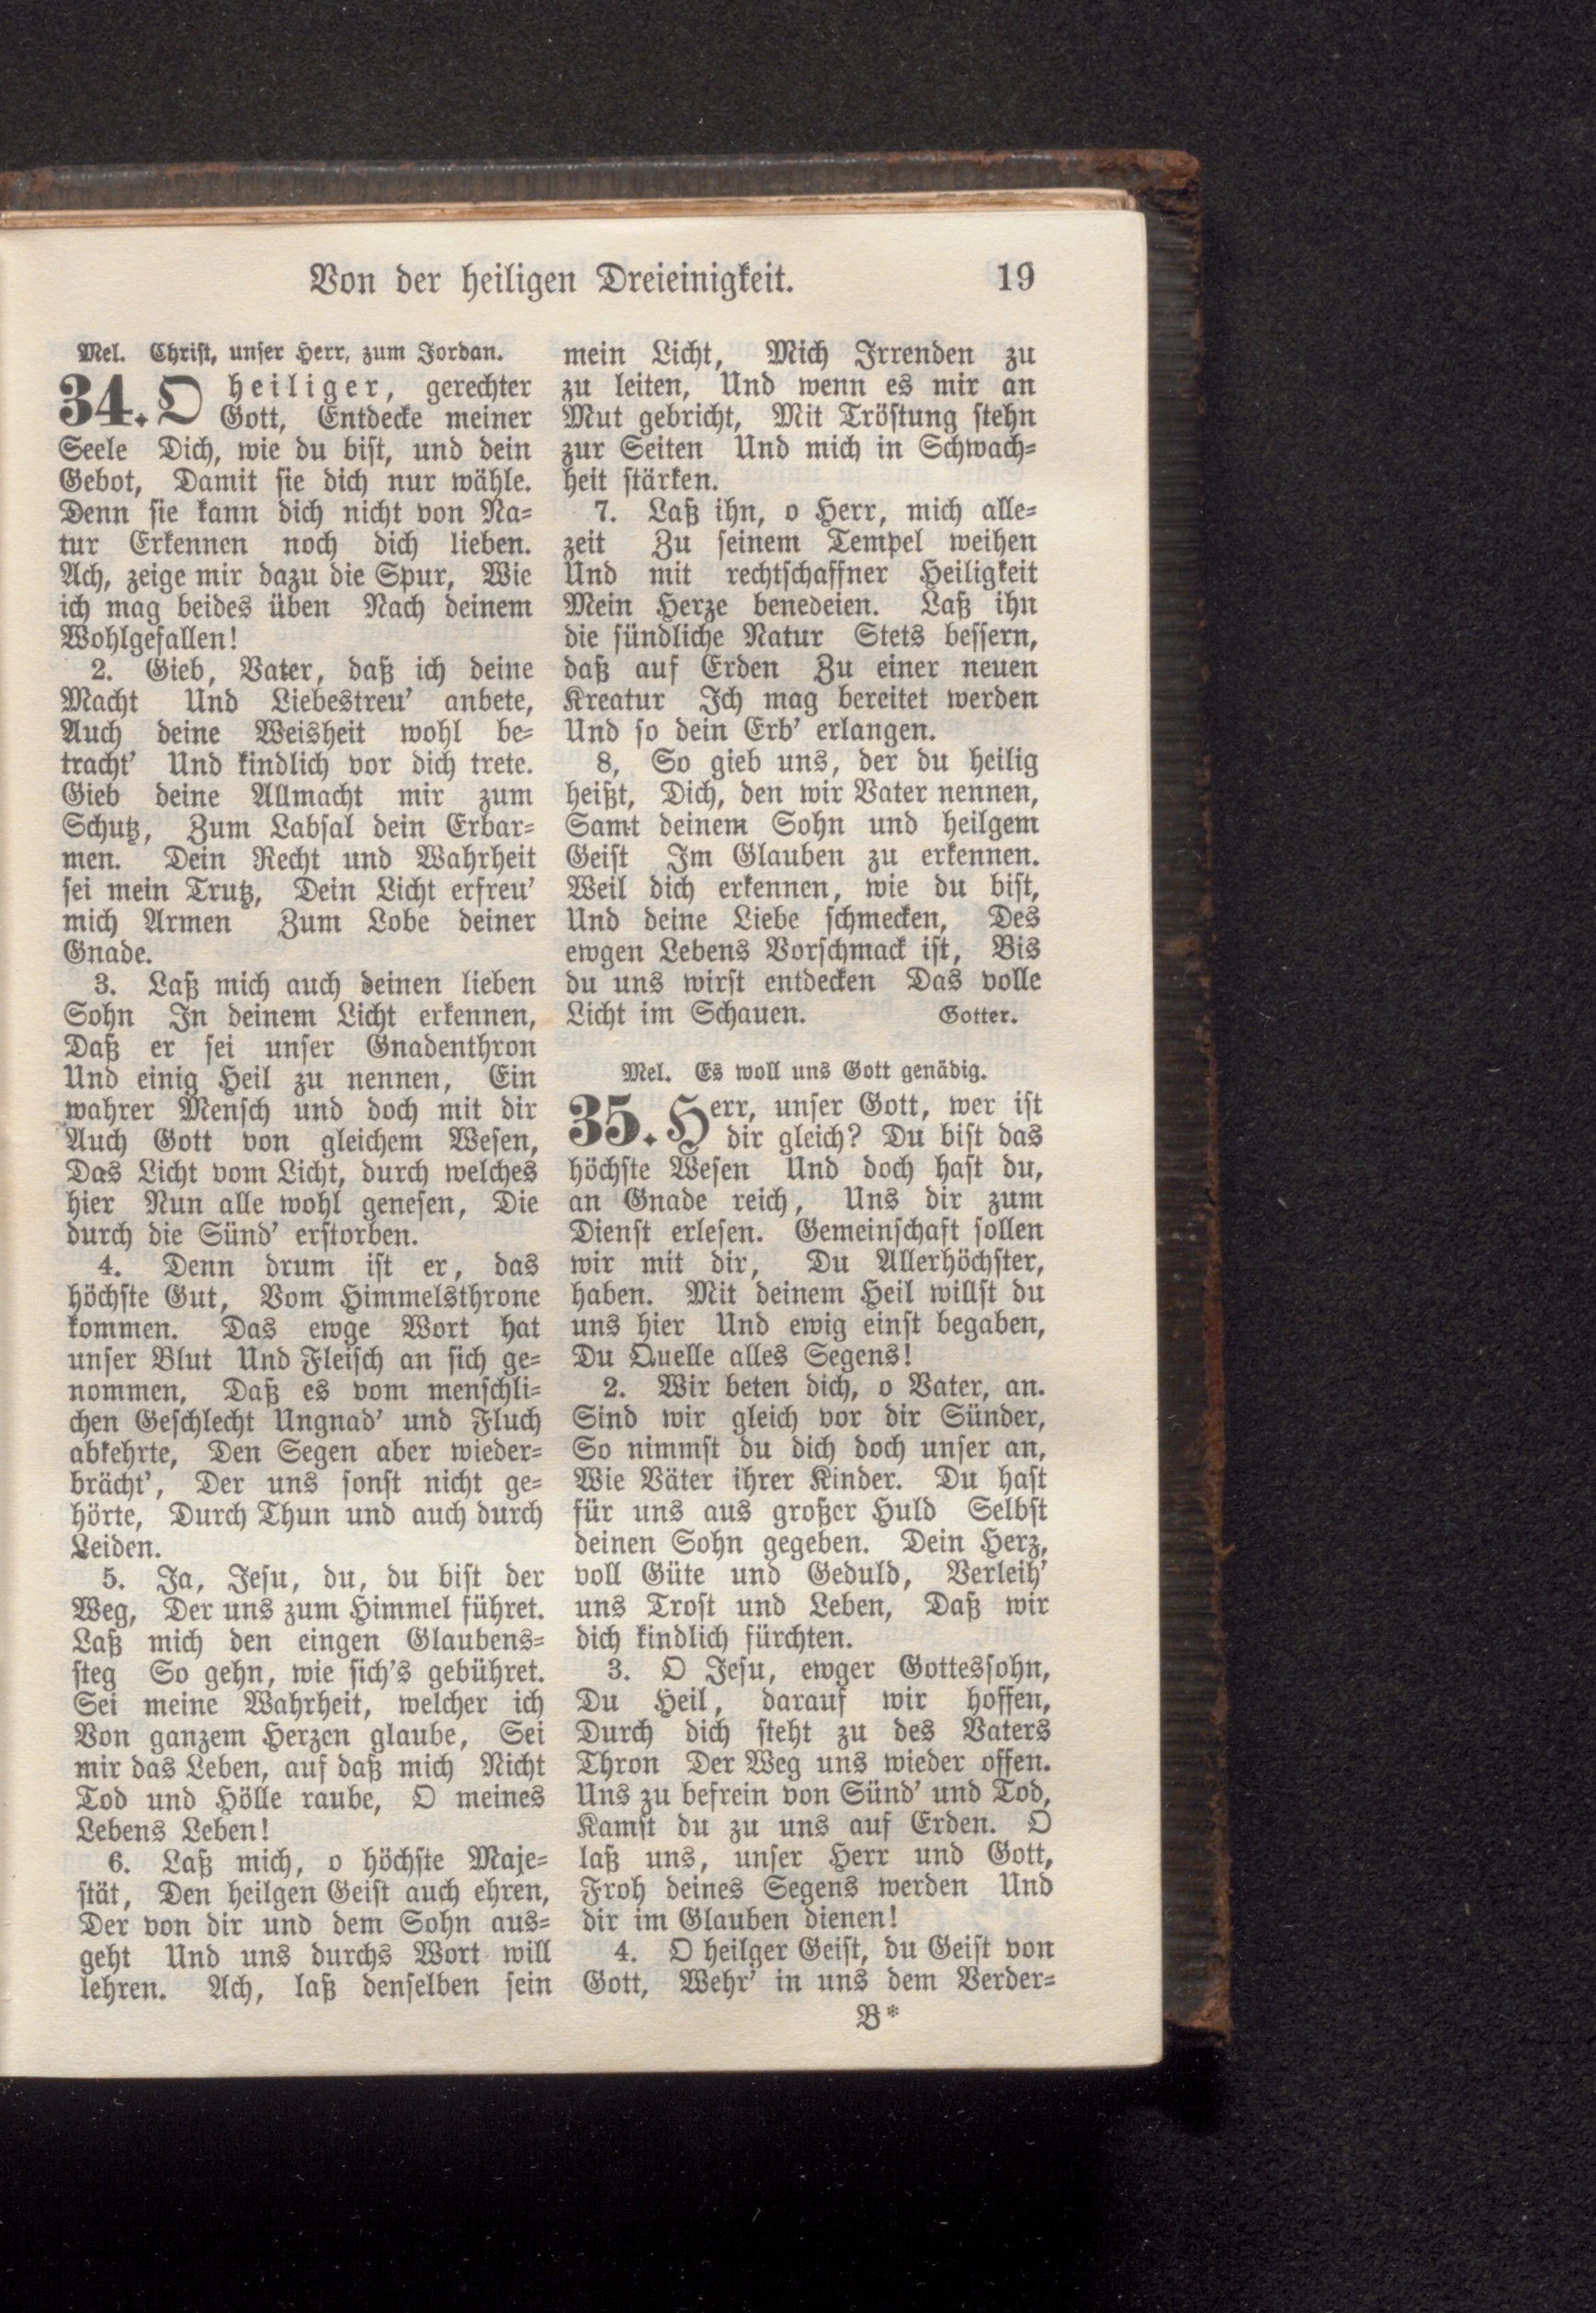 Von der heiligen Dreieinigkeit. 19
Mel. Christ, unser Herr, zum Jordan.
34. O heiliger, gerechter
Gott, Entdecke meiner
Seele Dich, wie du bist, und dein
Gebot, Damit sie dich nur wähle.
Denn sie kann dich nicht von Na-
tur Erkennen noch dich lieben.
Ach, zeige mir dazu die Spur, Wie
ich mag beides üben Nach deinem
Wohlgefallen!
2. Gieb, Vater, daß ich deine
Macht Und Liebestreu' anbete,
Auch deine Weisheit wohl be-
tracht' Und kindlich vor dich trete.
Gieb deine Allmacht mir zum
Schutz, Zum Labsal dein Erbar-
men. Dein Recht und Wahrheit
sei mein Trutz, Dein Licht erfreu'
mich Armen Zum Lobe deiner
Gnade.
3. Laß mich auch deinen lieben
Sohn In deinem Licht erkennen,
Daß er sei unser Gnadenthron
Und einig Heil zu nennen, Ein
wahrer Mensch und doch mit dir
Auch Gott von gleichem Wesen,
Das Licht vom Licht, durch welches
hier Nun alle wohl genesen, Die
durch die Sünd' erstorben.
4. Denn drum ist er, das
höchste Gut, Vom Himmelsthrone
kommen. Das ewge Wort hat
unser Blut Und Fleisch an sich ge-
nommen, Daß es vom menschli-
chen Geschlecht Ungnad' und Fluch
abkehrte, Den Segen aber wieder-
brächt', Der uns sonst nicht ge-
hörte, Durch Thun und auch durch
Leiden.
5. Ja, Jesu, du, du bist der
Weg, Der uns zum Himmel führet.
Laß mich den eingen Glaubens-
steg So gehn, wie sich's gebühret.
Sei meine Wahrheit, welcher ich
Von ganzem Herzen glaube, Sei
mir das Leben, auf daß mich Nicht
Tod und Hölle raube, O meines
Lebens Leben!
6. Laß mich, o höchste Maje-
stät, Den heilgen Geist auch ehren,
Der von dir und dem Sohn aus-
geht Und uns durchs Wort will
lehren. Ach, laß denselben sein
mein Licht, Mich Irrenden zu
zu leiten, Und wenn es mir an
Mut gebricht, Mit Tröstung stehn
zur Seiten Und mich in Schwach-
heit stärken.
7. Laß ihn, o Herr, mich alle-
zeit Zu seinem Tempel weihen
Und mit rechtschaffner Heiligkeit
Mein Herze benedeien. Laß ihn
die sündliche Natur Stets bessern,
daß auf Erden Zu einer neuen
Kreatur Ich mag bereitet werden
Und so dein Erb' erlangen.
8, So gieb uns, der du heilig
heißt, Dich, den wir Vater nennen,
Samt deinem Sohn und heilgem
Geist Im Glauben zu erkennen.
Weil dich erkennen, wie du bist,
Und deine Liebe schmecken, Des
ewgen Lebens Vorschmack ist, Bis
du uns wirst entdecken Das volle
Licht im Schauen. Gotter.
Mel. Es woll uns Gott genädig.
35. Herr, unser Gott, wer ist
dir gleich? Du bist das
höchste Wesen Und doch hast du,
an Gnade reich, Uns dir zum
Dienst erlesen. Gemeinschaft sollen
wir mit dir, Du Allerhöchster,
haben. Mit deinem Heil willst du
uns hier Und ewig einst begaben,
Du Quelle alles Segens!
2. Wir beten dich, o Vater, an.
Sind wir gleich vor dir Sünder,
So nimmst du dich doch unser an,
Wie Väter ihrer Kinder. Du hast
für uns aus großer Huld Selbst
deinen Sohn gegeben. Dein Herz,
voll Güte und Geduld, Verleih'
uns Trost und Leben, Daß wir
dich kindlich fürchten.
3. O Jesu, ewger Gottessohn,
Du Heil, darauf wir hoffen,
Durch dich steht zu des Vaters
Thron Der Weg uns wieder offen.
Uns zu befrein von Sünd' und Tod,
Kamst du zu uns auf Erden. O
laß uns, unser Herr und Gott,
Froh deines Segens werden Und
dir im Glauben dienen!
4. O heilger Geist, du Geist von
Gott, Wehr' in uns dem Verder-
B*